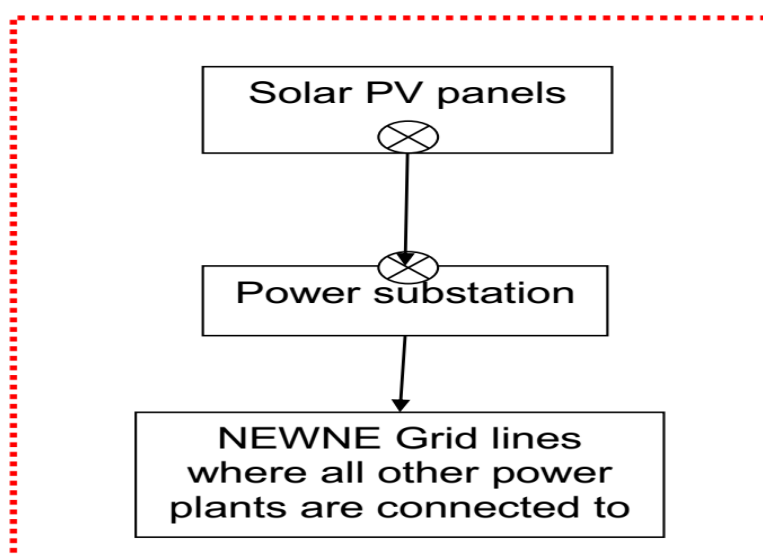 Solar PV panels
Power substation
NEWNE Grid lines
where all other power
plants are connected to